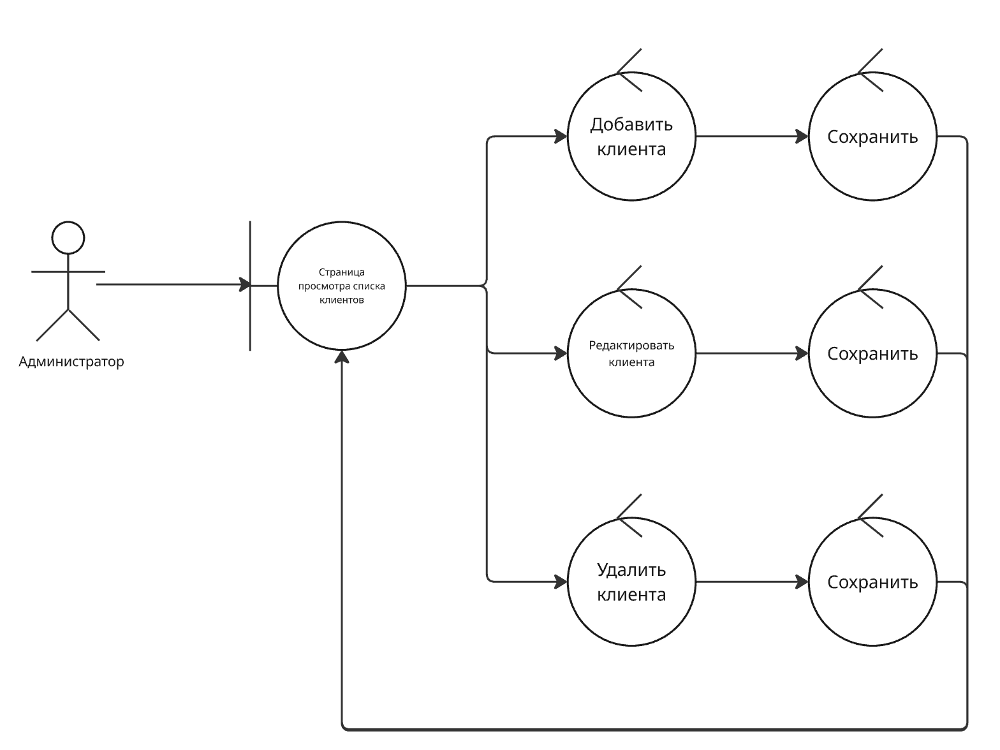 Добавить
клиента
Сохранить
Страница
просмотра списка
клиентов
Администратор
Редактировать
клиента
Сохранить
Удалить
клиента
Сохранить